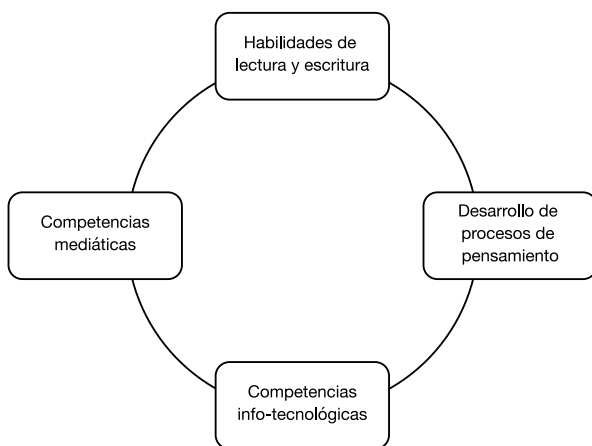 Habilidades de
lectura y escritura
Competencias
mediáticas
Desarrollo de
procesos de
pensamiento
Competencias
info-tecnológicas